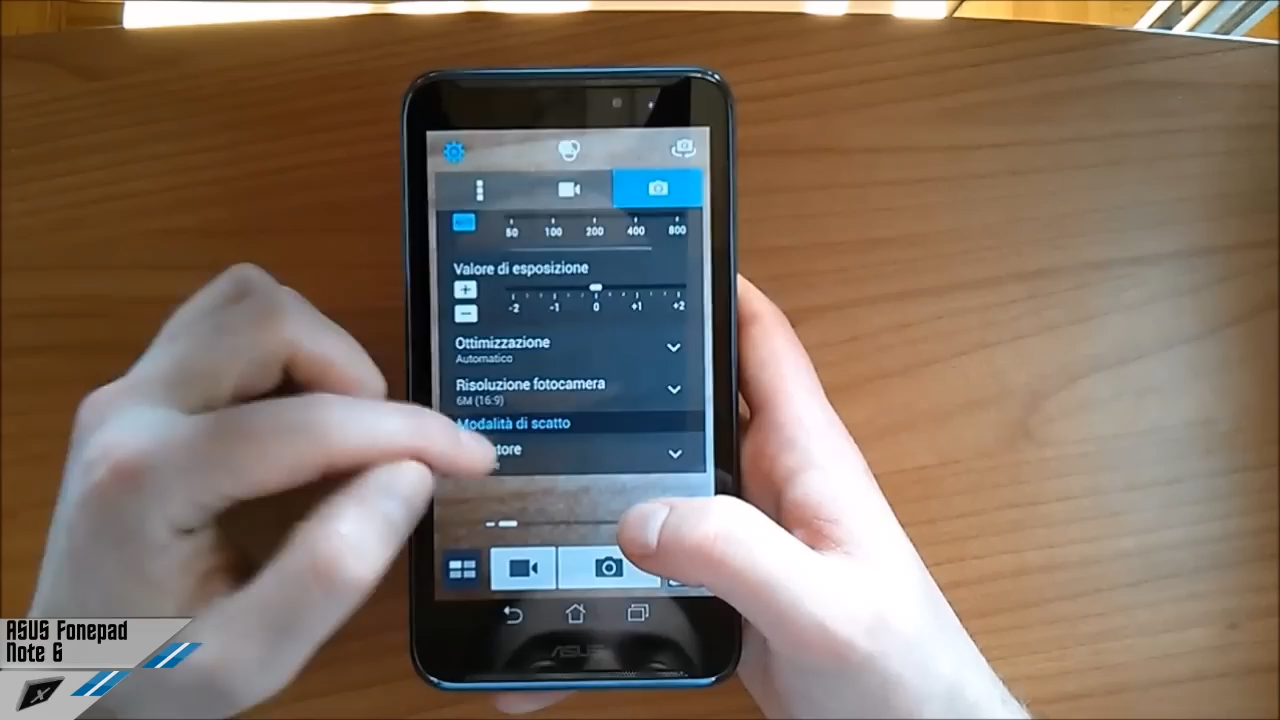 50 100 200 400 800
Valore di esposizione
+
-2 -1 0 +1 +2
−
Ottimizzazione
Automatico
Risoluzione fotocamera
6M (16:9)
Modalità di scatto
ASUS
ASUS Fonepad
Note 6
X